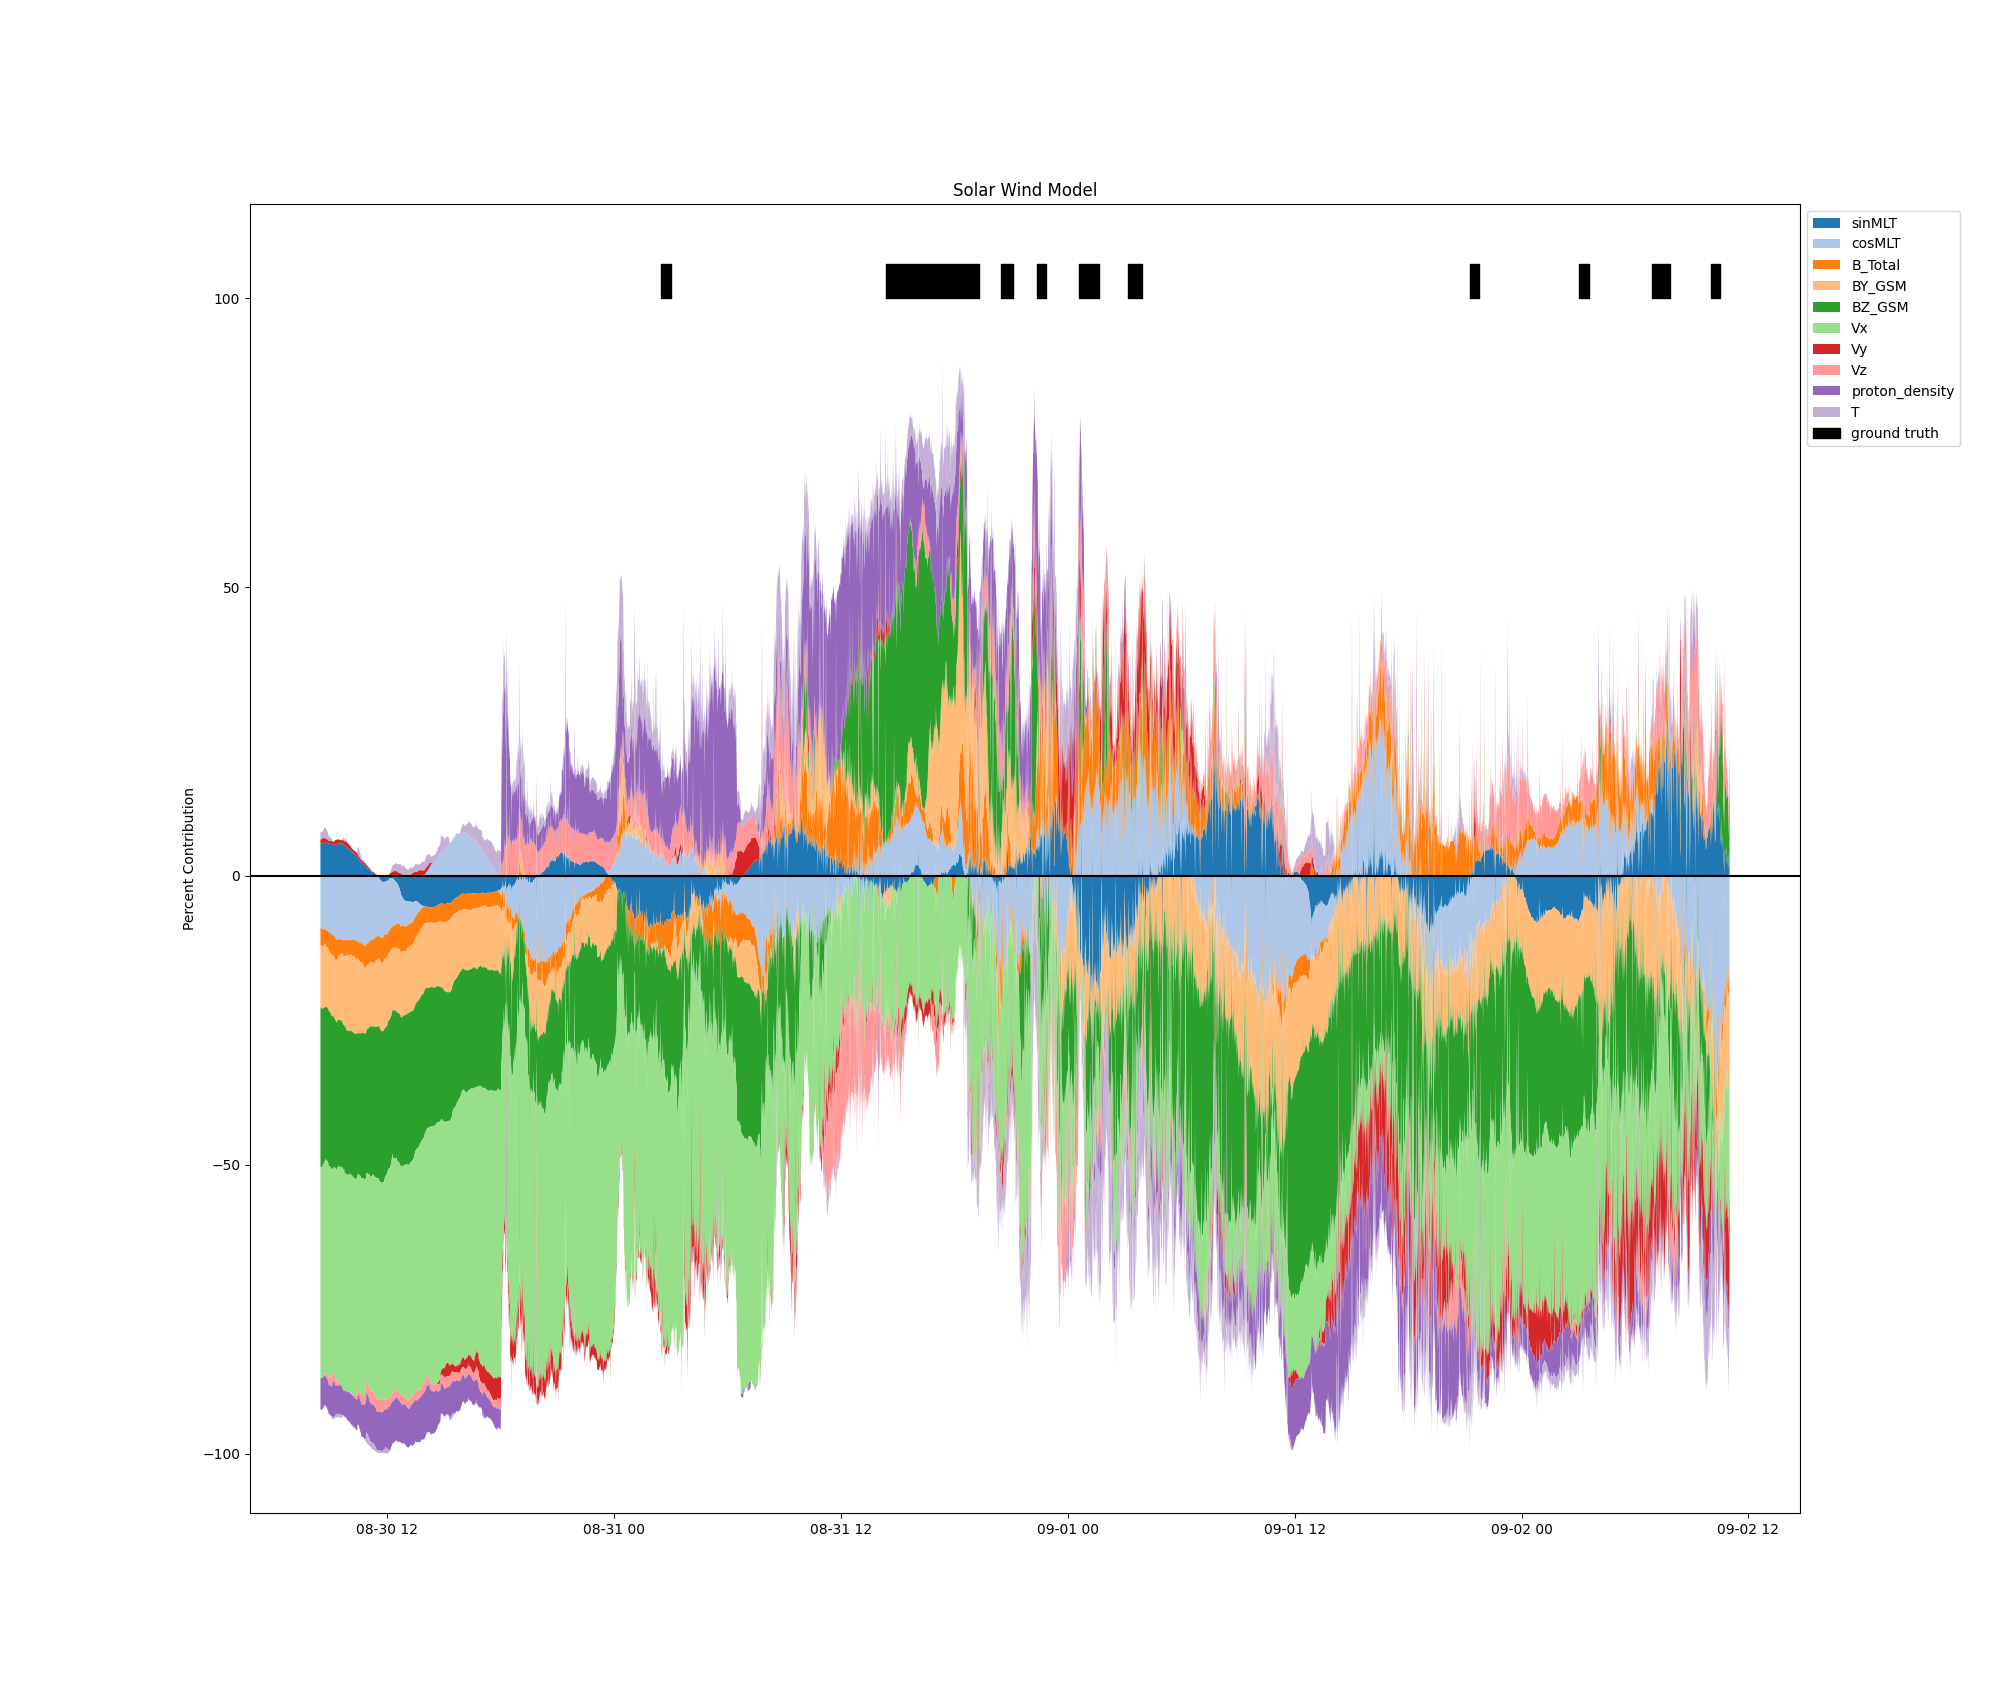 Solar Wind Model
sinMLT
cosMLT
B_Total
BY_GSM
BZ_GSM
Vx
Vy
Vz
proton_density
T
ground truth
Percent Contribution
100
50
0
−50
−100
08-30 12
08-31 00
08-31 12
09-01 00
09-01 12
09-02 00
09-02 12